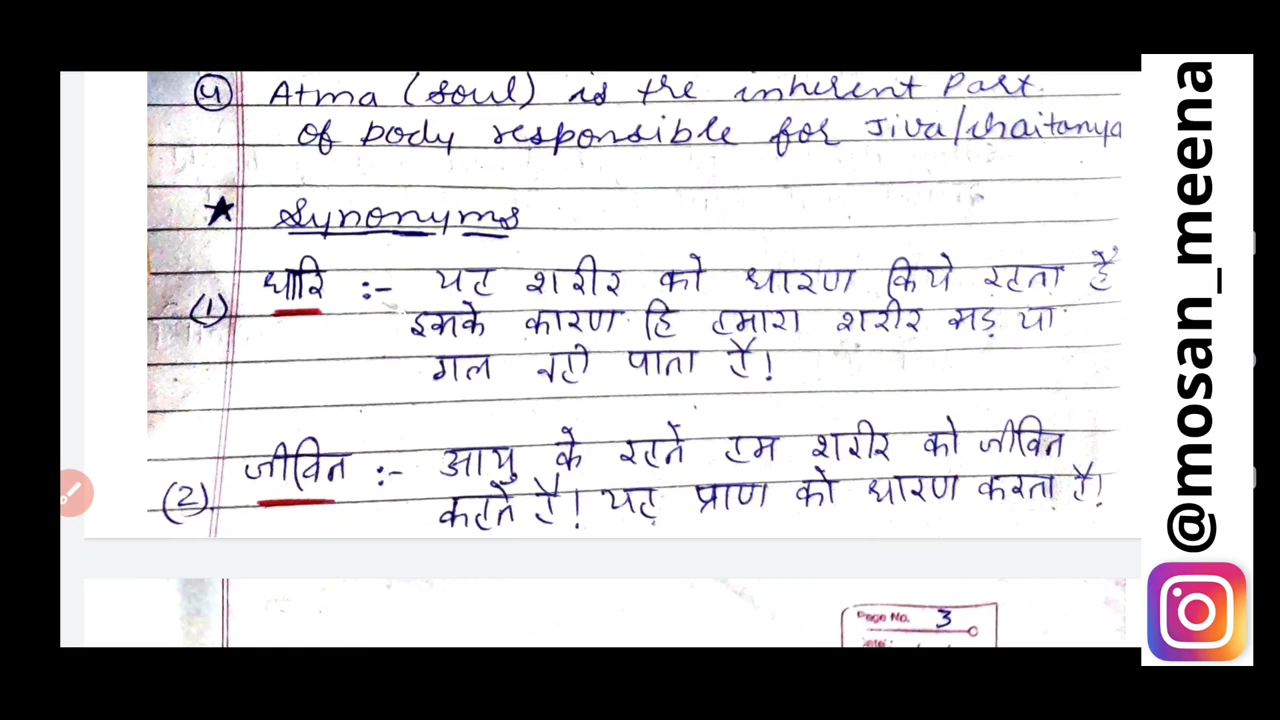 ④ Atma (soul) is the inherent Part.
of body responsible for Jiva/chaitanya
★ Synonyms
(1) धारि :- यह शरीर को धारण किये रहता है
इसके कारण हि हमारा शरीर सड़ या
गल नही पाता है!
(2) जीवित :- आयु के रहते हम शरीर को जीवित
कहते है! यह प्राण को धारण करता है!
Page No. 3
Date:
@mosan_meena